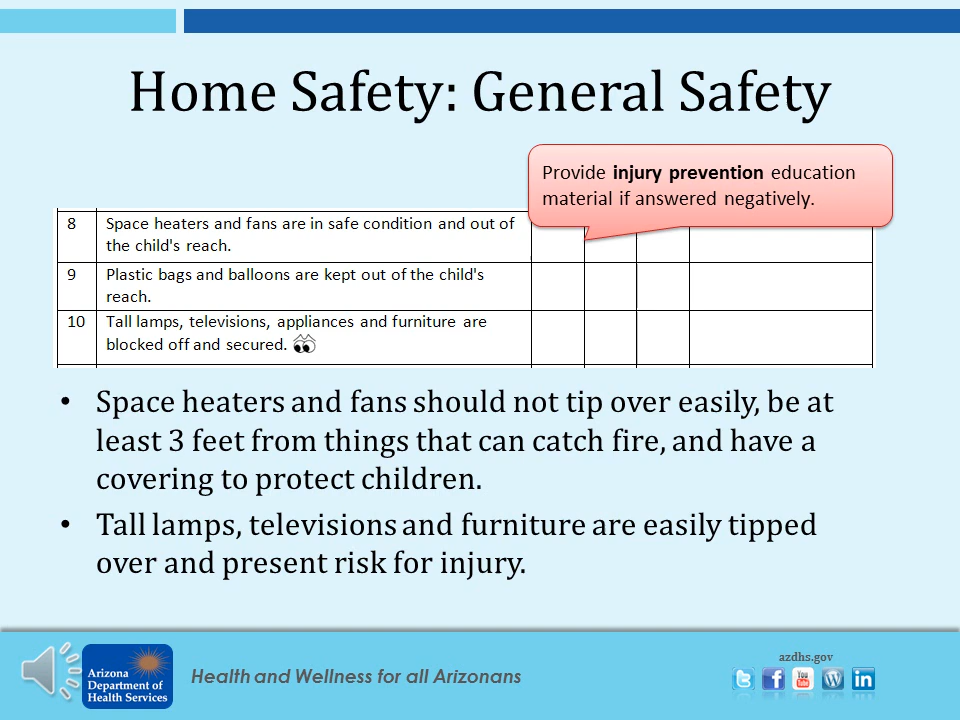 Home Safety: General Safety
Provide injury prevention education
material if answered negatively.
8 Space heaters and fans are in safe condition and out of
the child's reach.
9 Plastic bags and balloons are kept out of the child's
reach.
10 Tall lamps, televisions, appliances and furniture are
blocked off and secured.
• Space heaters and fans should not tip over easily, be at
least 3 feet from things that can catch fire, and have a
covering to protect children.
• Tall lamps, televisions and furniture are easily tipped
over and present risk for injury.
Arizona
Department of
Health Services
Health and Wellness for all Arizonans
azdhs.gov
t f You Tube W in